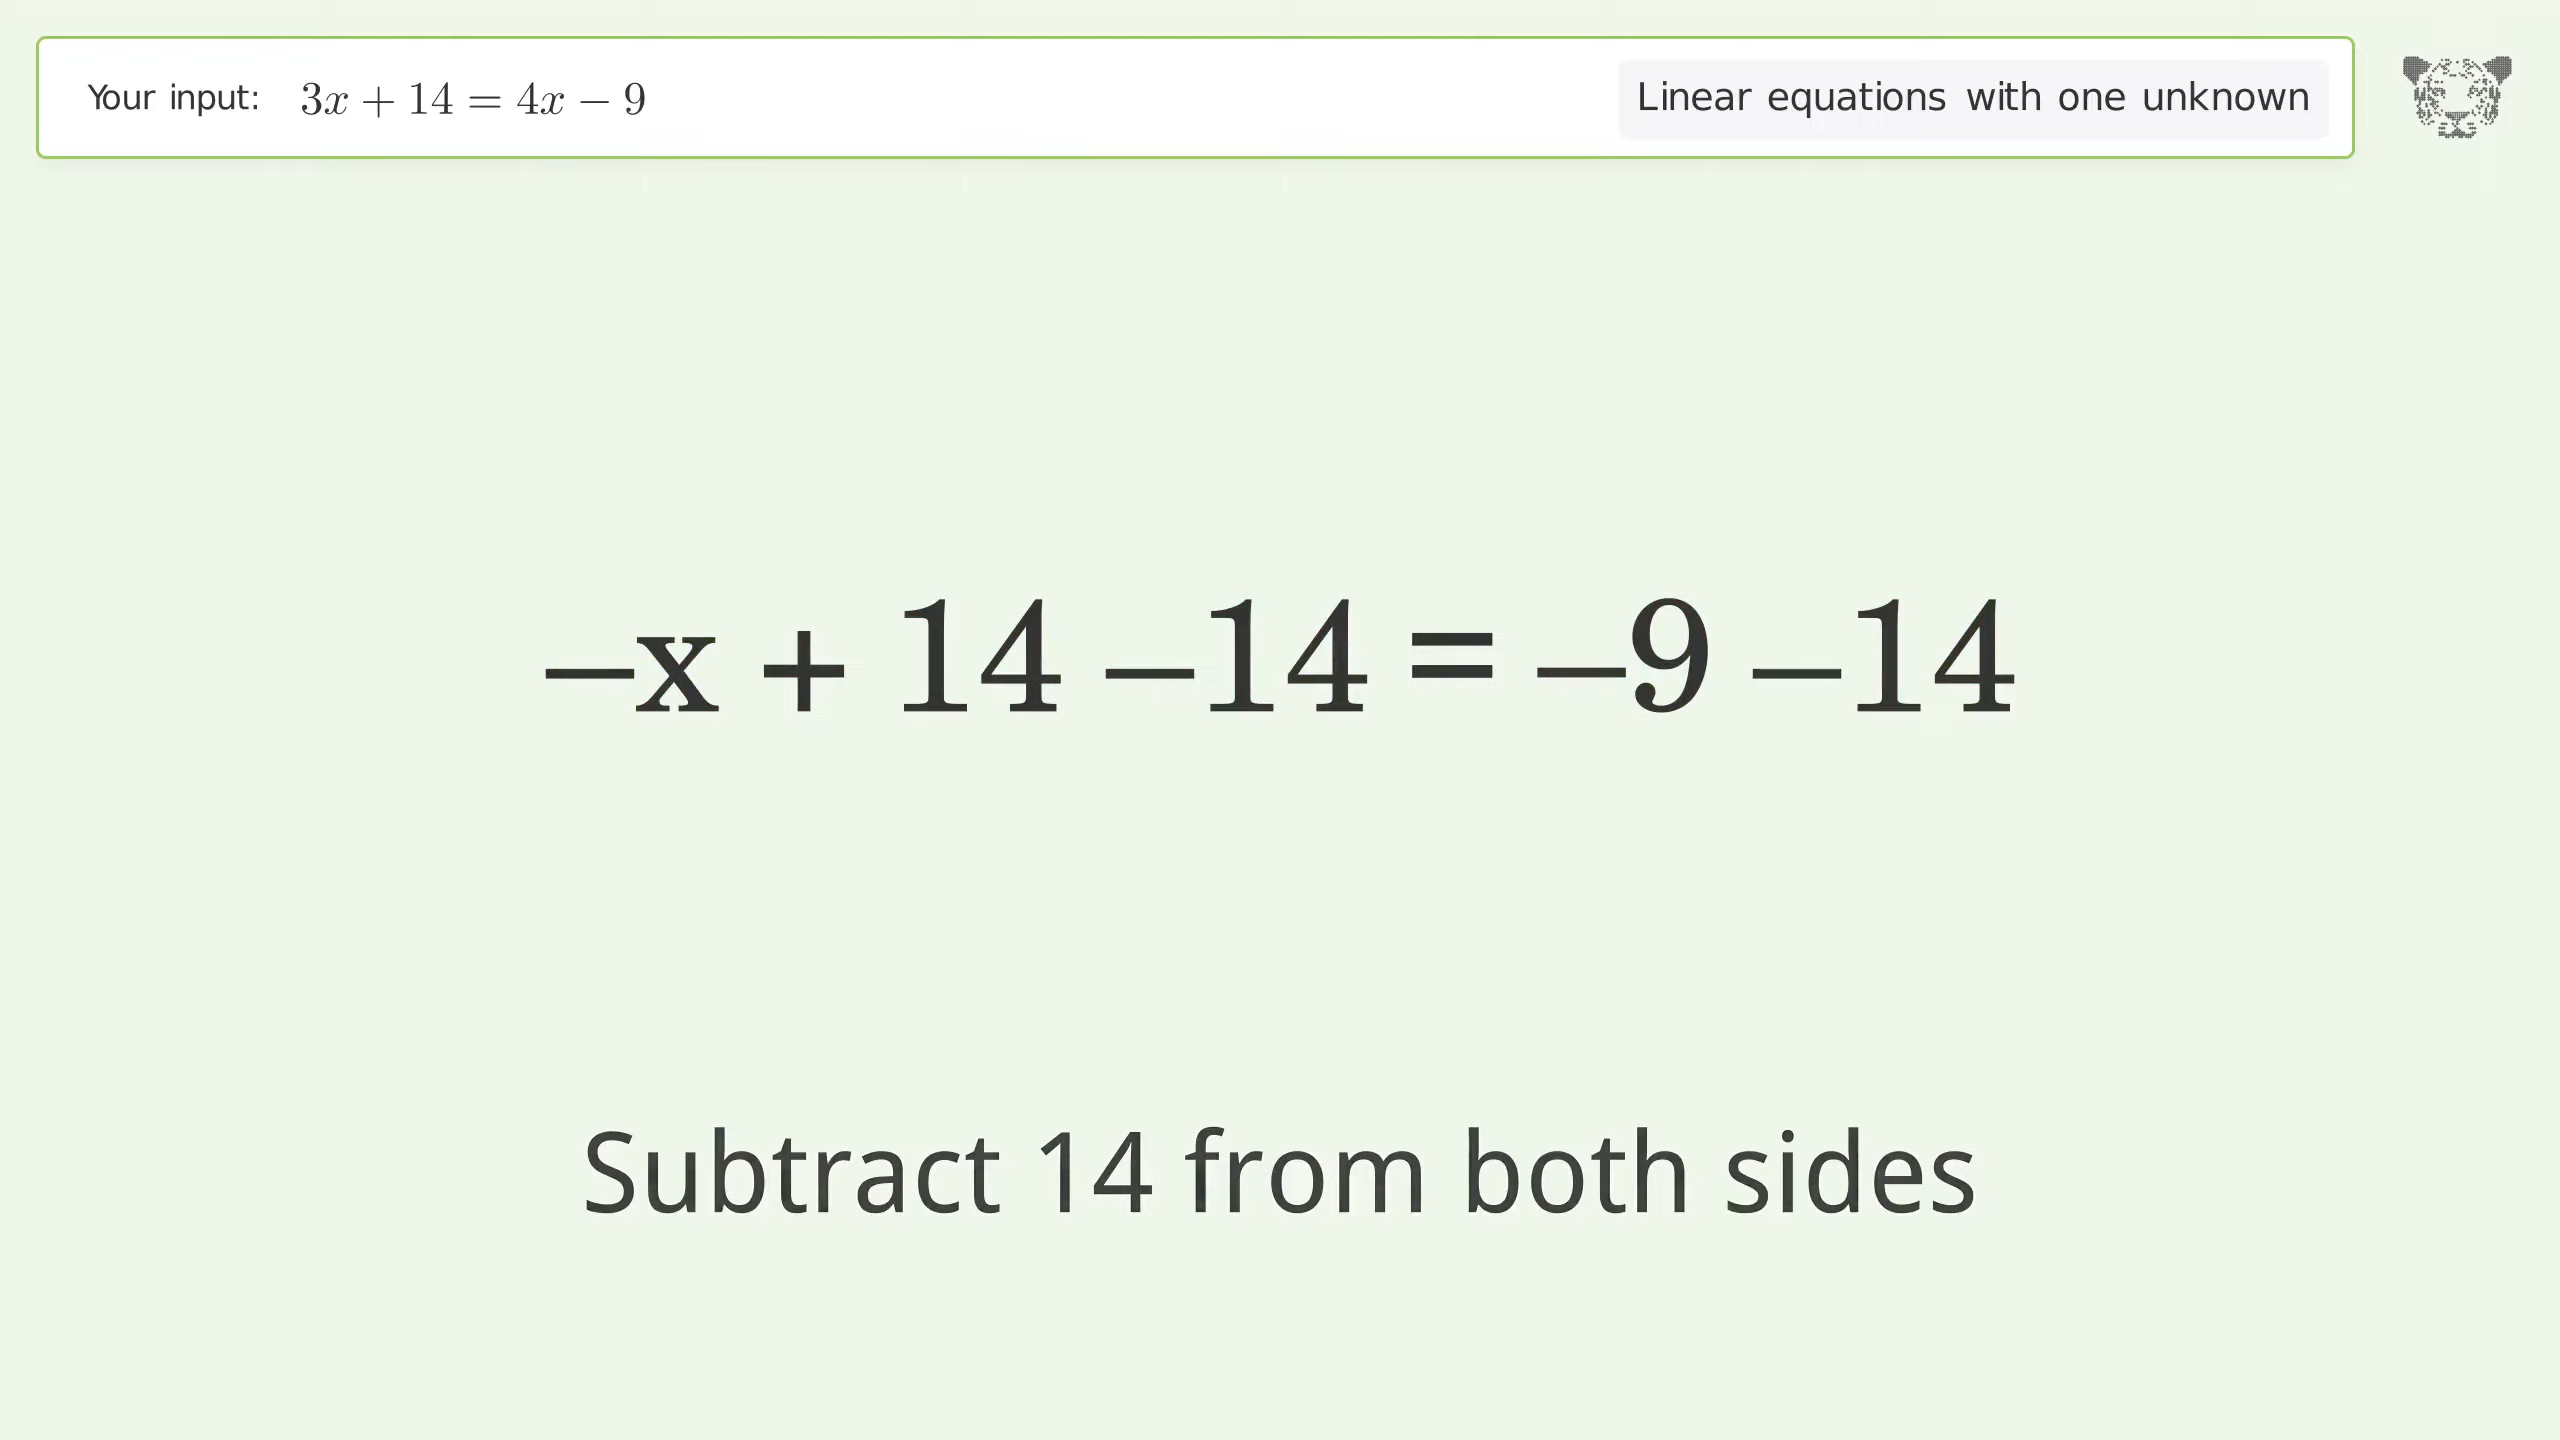 Your input: 3x + 14 = 4x − 9 Linear equations with one unknown
–x + 14 –14 = –9 –14
Subtract 14 from both sides